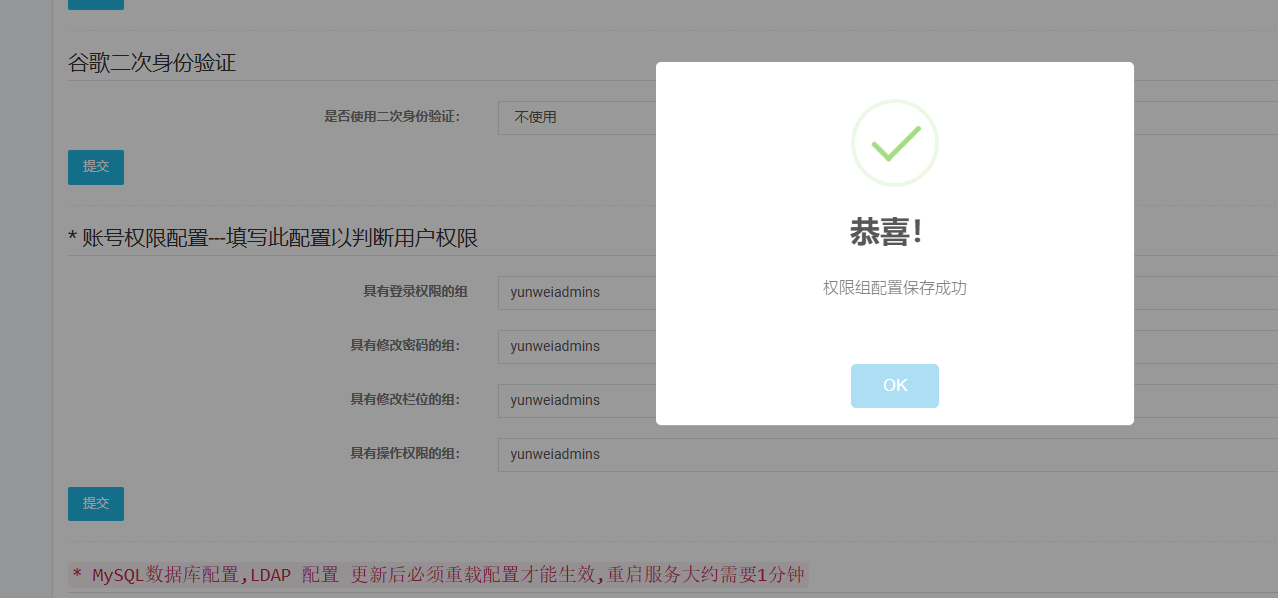 谷歌二次身份验证
是否使用二次身份验证：
不使用
提交
* 账号权限配置---填写此配置以判断用户权限
具有登录权限的组
yunweiadmins
具有修改密码的组：
yunweiadmins
具有修改栏位的组：
yunweiadmins
具有操作权限的组：
yunweiadmins
提交
* MySQL数据库配置,LDAP 配置 更新后必须重载配置才能生效,重启服务大约需要1分钟
恭喜！
权限组配置保存成功
OK